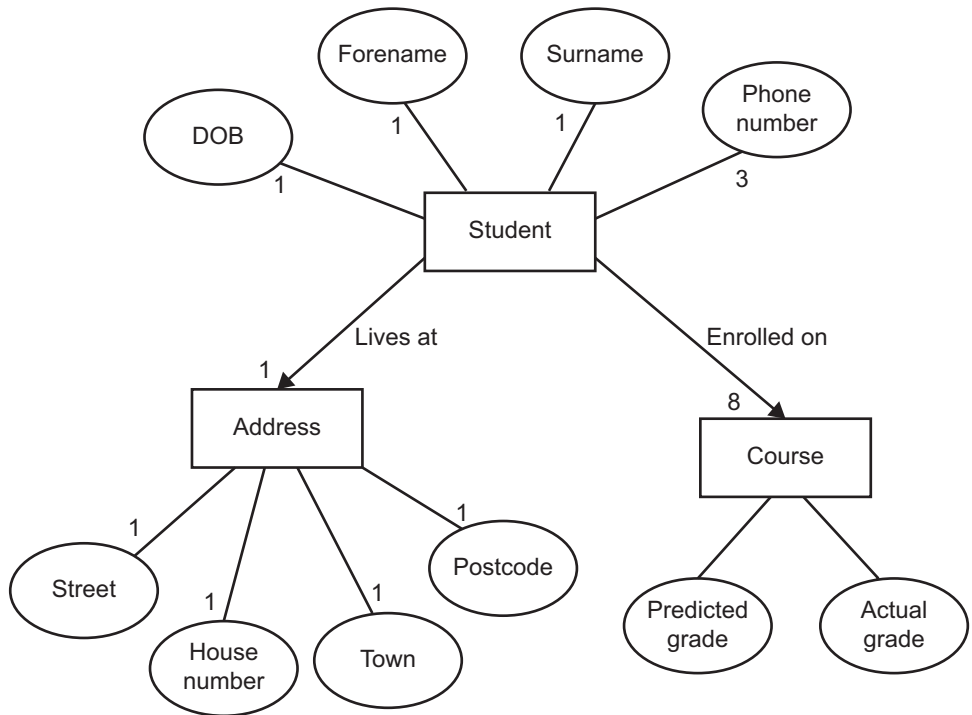 Forename
Surname
Phone
number
DOB
1
1
1
3
Student
Lives at
Enrolled on
1
8
Address
Course
1
1
Postcode
Street
1
1
Predicted
grade
Actual
grade
House
number
Town